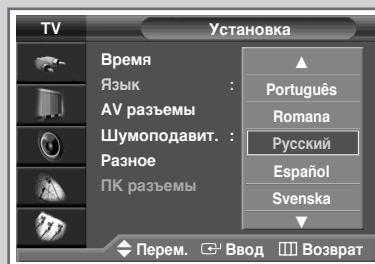 TV Установка
Время
Язык :
AV разъемы
Шумоподавит. :
Разное
ПК разъемы
▲
Português
Romana
Русский
Español
Svenska
▼
Перем. Ввод Возврат